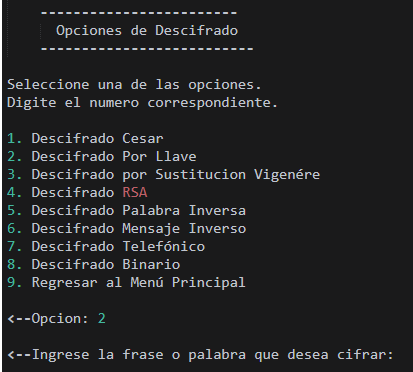 ------------------------
Opciones de Descifrado
--------------------------
Seleccione una de las opciones.
Digite el numero correspondiente.
1. Descifrado Cesar
2. Descifrado Por Llave
3. Descifrado por Sustitucion Vigenére
4. Descifrado RSA
5. Descifrado Palabra Inversa
6. Descifrado Mensaje Inverso
7. Descifrado Telefónico
8. Descifrado Binario
9. Regresar al Menú Principal
<--Opcion: 2
<--Ingrese la frase o palabra que desea cifrar: